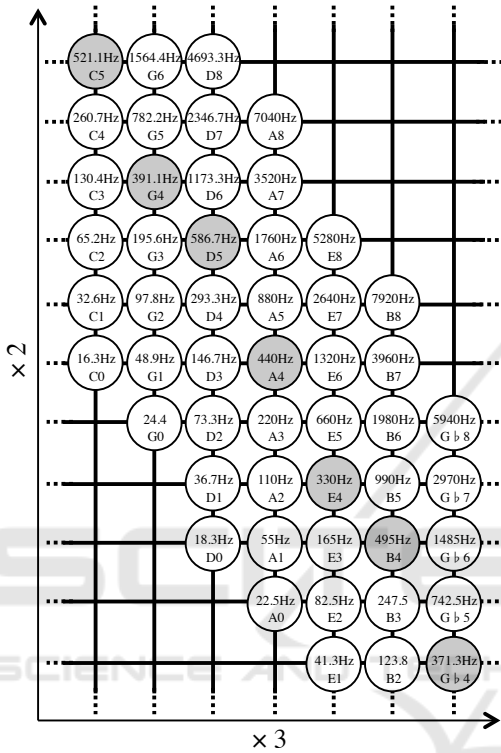 521.1Hz 1564.4Hz 4693.3Hz
C5 G6 D8
260.7Hz 782.2Hz 2346.7Hz 7040Hz
C4 G5 D7 A8
130.4Hz 391.1Hz 1173.3Hz 3520Hz
C3 G4 D6 A7
65.2Hz 195.6Hz 586.7Hz 1760Hz 5280Hz
C2 G3 D5 A6 E8
32.6Hz 97.8Hz 293.3Hz 880Hz 2640Hz 7920Hz
C1 G2 D4 A5 E7 B8
16.3Hz 48.9Hz 146.7Hz 440Hz 1320Hz 3960Hz
C0 G1 D3 A4 E6 B7
24.4 73.3Hz 220Hz 660Hz 1980Hz 5940Hz
G0 D2 A3 E5 B6 G♭8
36.7Hz 110Hz 330Hz 990Hz 2970Hz
D1 A2 E4 B5 G♭7
18.3Hz 55Hz 165Hz 495Hz 1485Hz
D0 A1 E3 B4 G♭6
22.5Hz 82.5Hz 247.5 742.5Hz
A0 E2 B3 G♭5
41.3Hz 123.8 371.3Hz
E1 B2 G♭4
× 2
× 3
SCIENCE AND